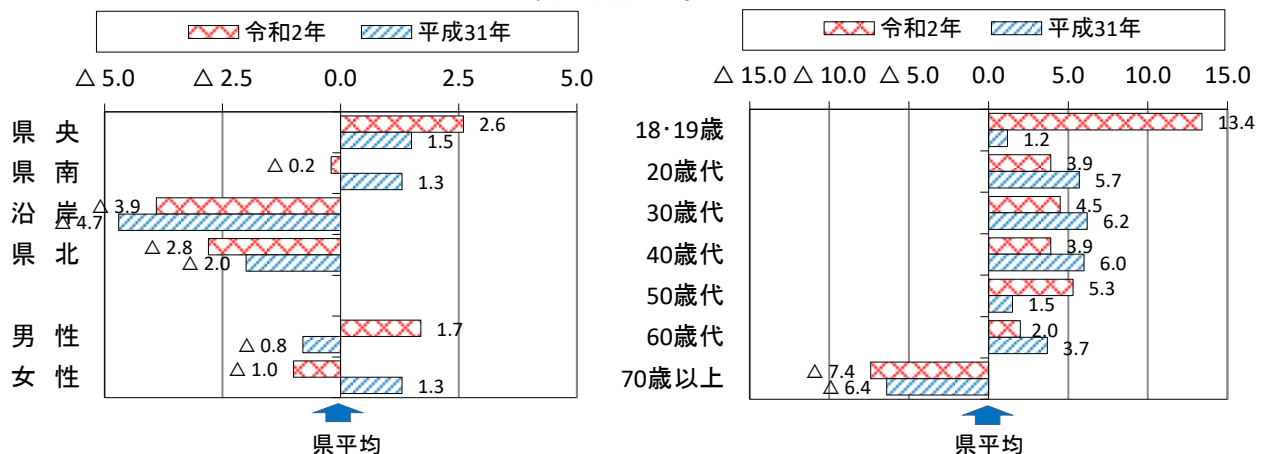 令和2年 平成31年
△ 5.0 △ 2.5 0.0 2.5 5.0
県 央 2.6
1.5
県 南 △ 0.2
1.3
沿 岸 △ 3.9
△ 4.7
県 北 △ 2.8
△ 2.0
男 性 1.7
△ 0.8
女 性 △ 1.0
1.3
県平均
令和2年 平成31年
△ 15.0 △ 10.0 △ 5.0 0.0 5.0 10.0 15.0
18・19歳 13.4
1.2
20歳代 3.9
5.7
30歳代 4.5
6.2
40歳代 3.9
6.0
50歳代 5.3
1.5
60歳代 2.0
3.7
70歳以上 △ 7.4
△ 6.4
県平均